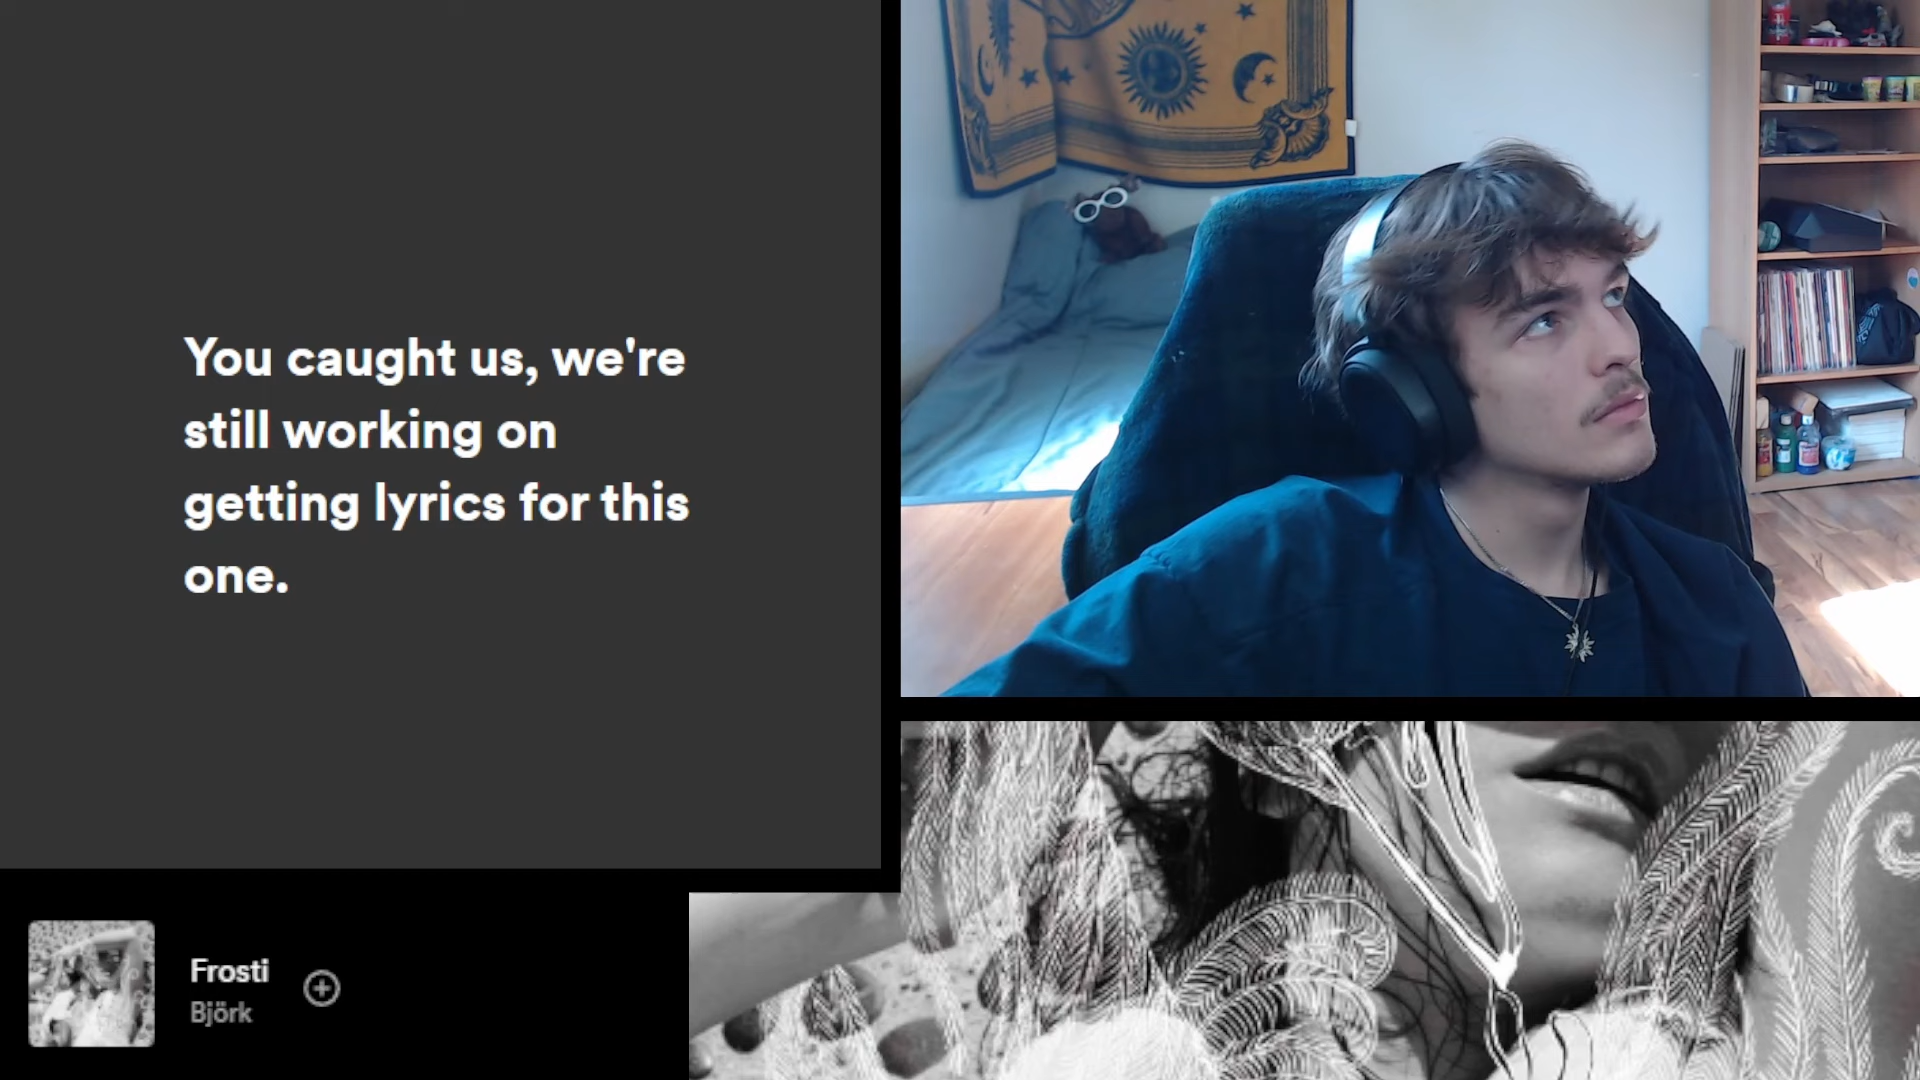 You caught us, we're
still working on
getting lyrics for this
one.
Frosti
Björk